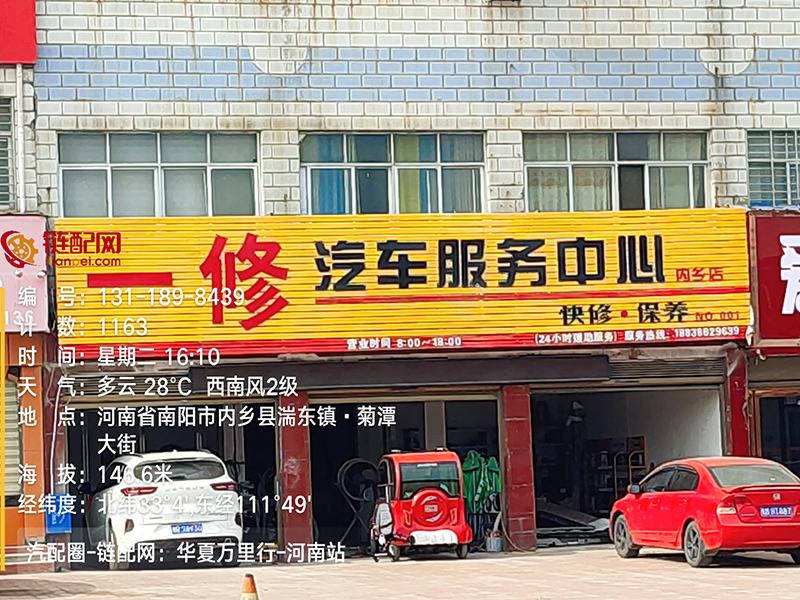 链配网
Lianpei.com
一修 汽车服务中心 内乡店
快修·保养 NO.001
营业时间 8:00~18:00 (24小时援助服务) 服务热线:18838629639
编 号:131-189-8439
计 数:1163
时 间:星期二 16:10
天 气:多云 28°C 西南风2级
地 点:河南省南阳市内乡县湍东镇·菊潭
大街
海 拔:146.6米
经纬度:北纬33°4',东经111°49'
汽配圈-链配网:华夏万里行-河南站